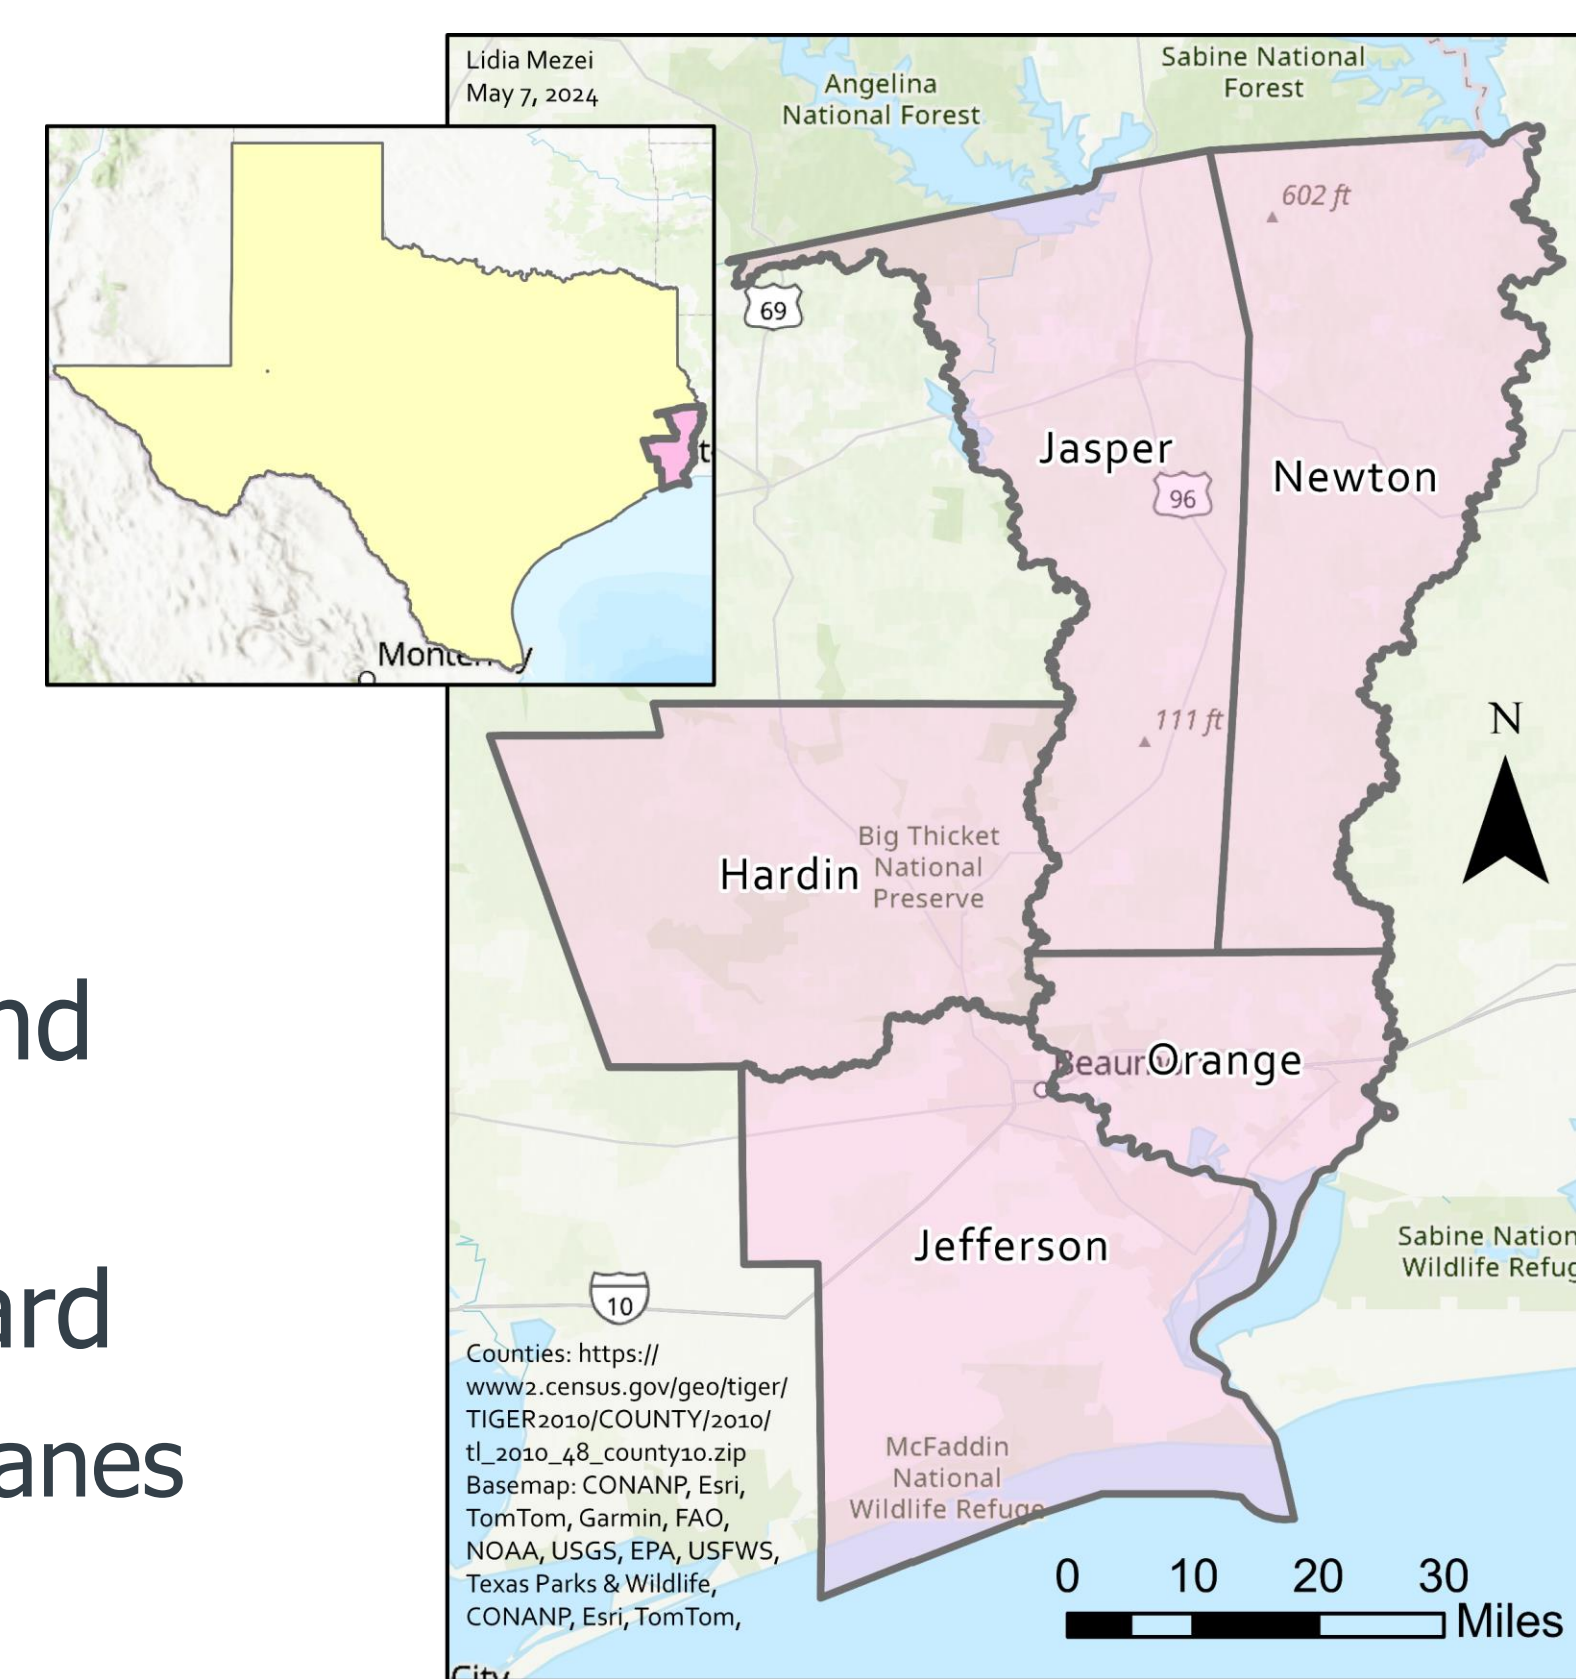 Lidia Mezei
May 7, 2024
Angelina
National Forest
Sabine National
Forest
602 ft
69
Jasper
96
Newton
111 ft
N
Hardin
Big Thicket
National
Preserve
Orange
Jefferson
Sabine Nation
Wildlife Refug
10
McFaddin
National
Wildlife Refuge
Counties: https://
www2.census.gov/geo/tiger/
TIGER2010/COUNTY/2010/
tl_2010_48_county10.zip
Basemap: CONANP, Esri,
TomTom, Garmin, FAO,
NOAA, USGS, EPA, USFWS,
Texas Parks & Wildlife,
CONANP, Esri, TomTom,
0 10 20 30
Miles
nd
ard
anes